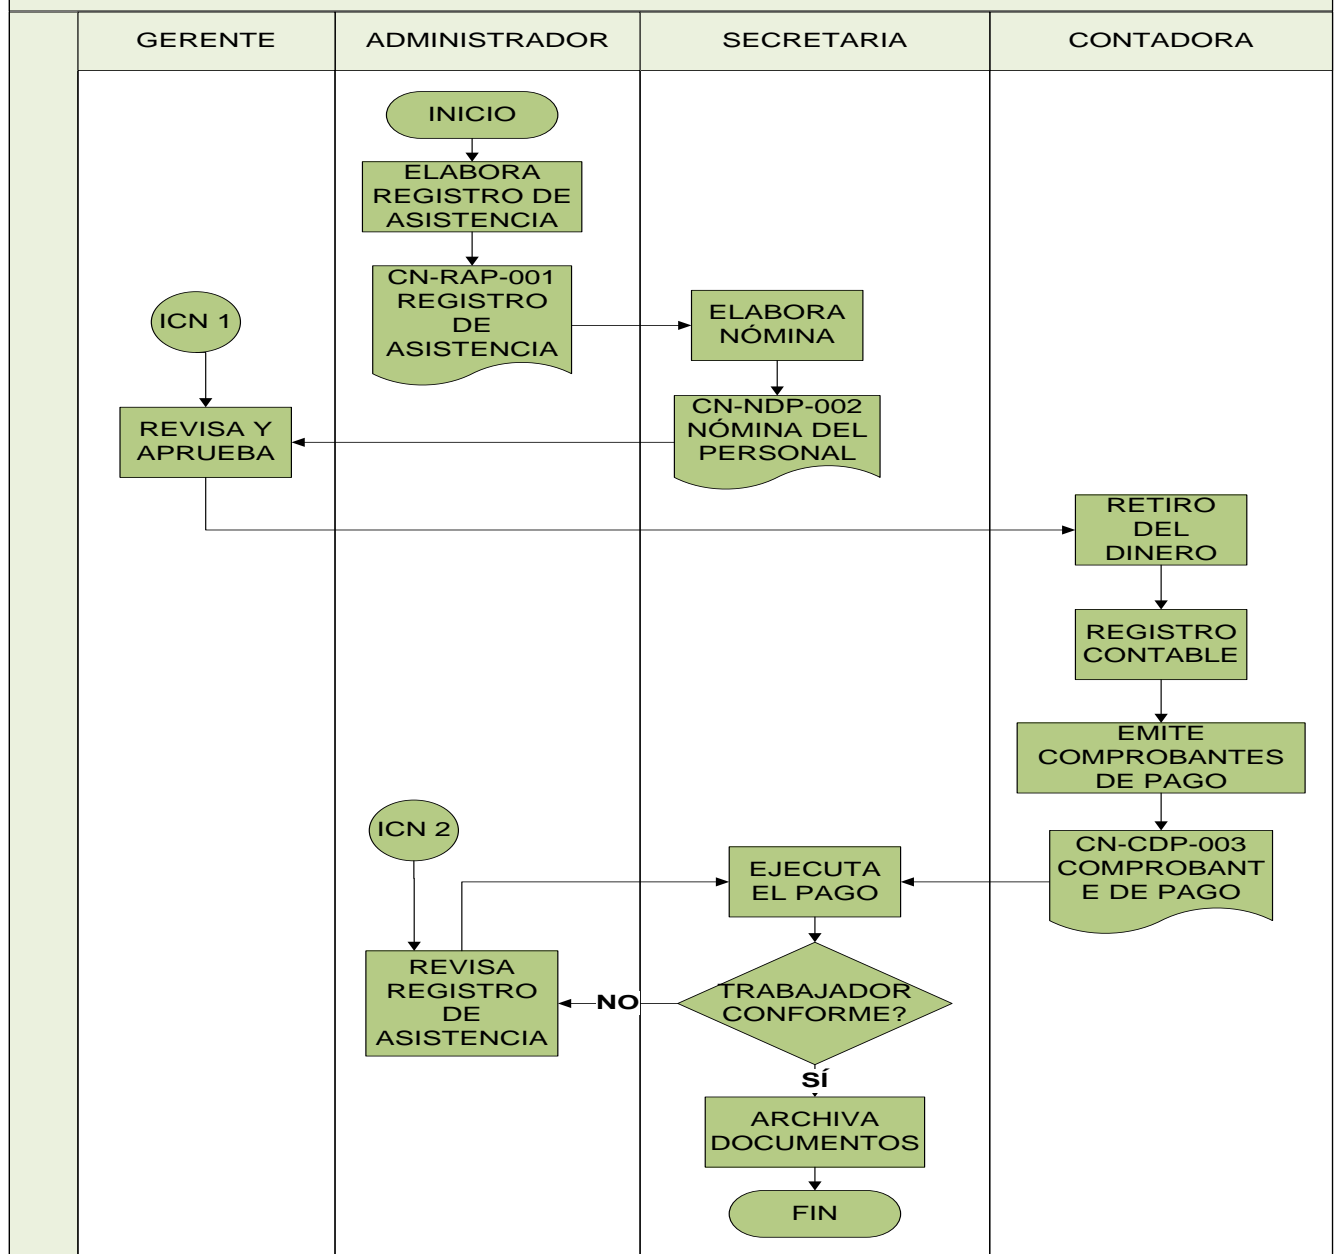 GERENTE
ADMINISTRADOR
SECRETARIA
CONTADORA
INICIO
ELABORA
REGISTRO DE
ASISTENCIA
CN-RAP-001
REGISTRO
DE
ASISTENCIA
ICN 1
ELABORA
NÓMINA
REVISA Y
APRUEBA
CN-NDP-002
NÓMINA DEL
PERSONAL
RETIRO
DEL
DINERO
REGISTRO
CONTABLE
EMITE
COMPROBANTES
DE PAGO
ICN 2
EJECUTA
EL PAGO
CN-CDP-003
COMPROBANT
E DE PAGO
REVISA
REGISTRO
DE
ASISTENCIA
NO
TRABAJADOR
CONFORME?
SÍ
ARCHIVA
DOCUMENTOS
FIN